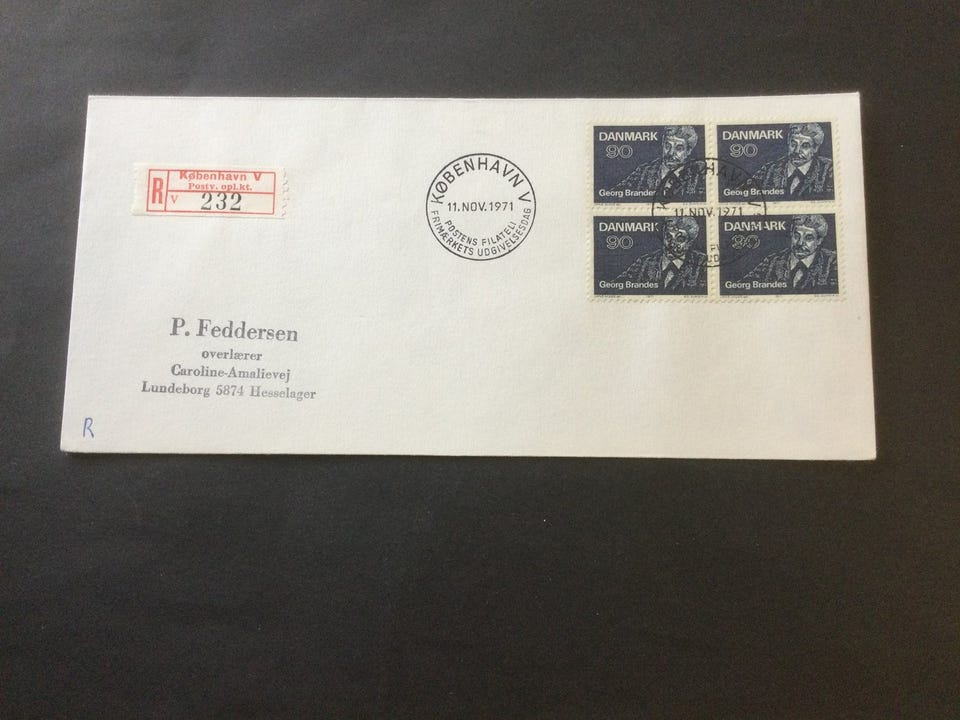 R
København V
Postv. opl.kt.
V 232
KØBENHAVN V
11. NOV. 1971
POSTENS FILATELI
FRIMÆRKETS UDGIVELSESDAG
DANMARK
90
Georg Brandes
DANMARK
90
Georg Brandes
DANMARK
90
Georg Brandes
DANMARK
90
Georg Brandes
KØBENHAVN V
11. NOV. 1971
P. Feddersen
overlærer
Caroline-Amalievej
Lundeborg 5874 Hesselager
R